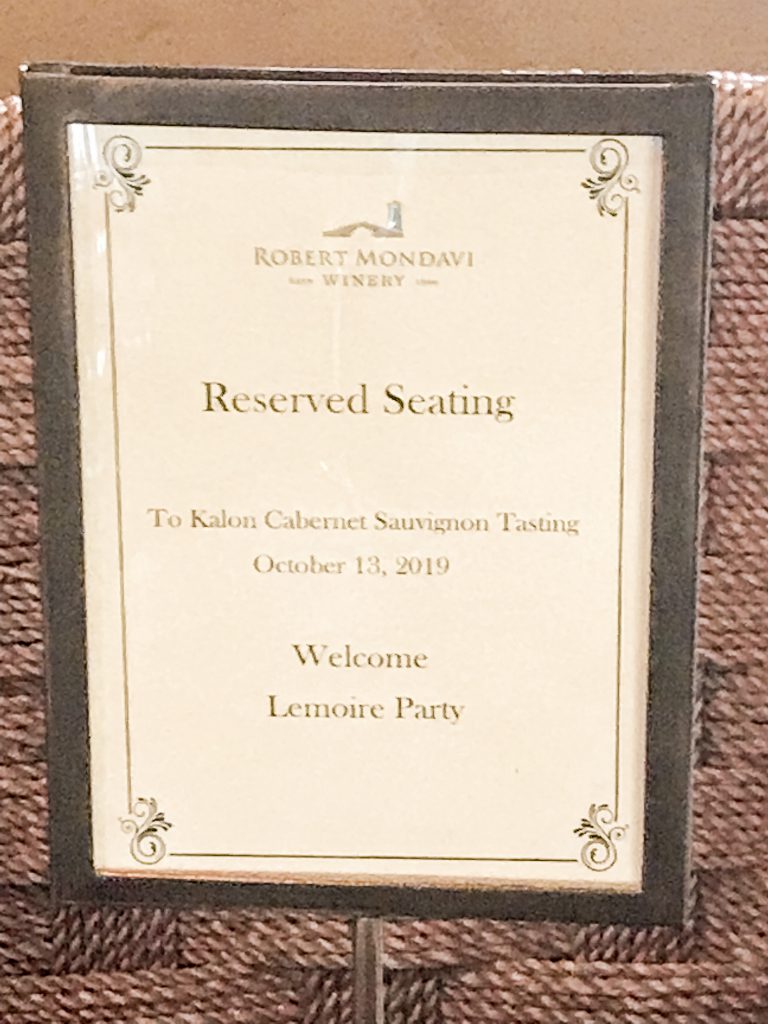 ROBERT MONDAVI
WINERY
Reserved Seating
To Kalon Cabernet Sauvignon Tasting
October 13, 2019
Welcome
Lemoire Party